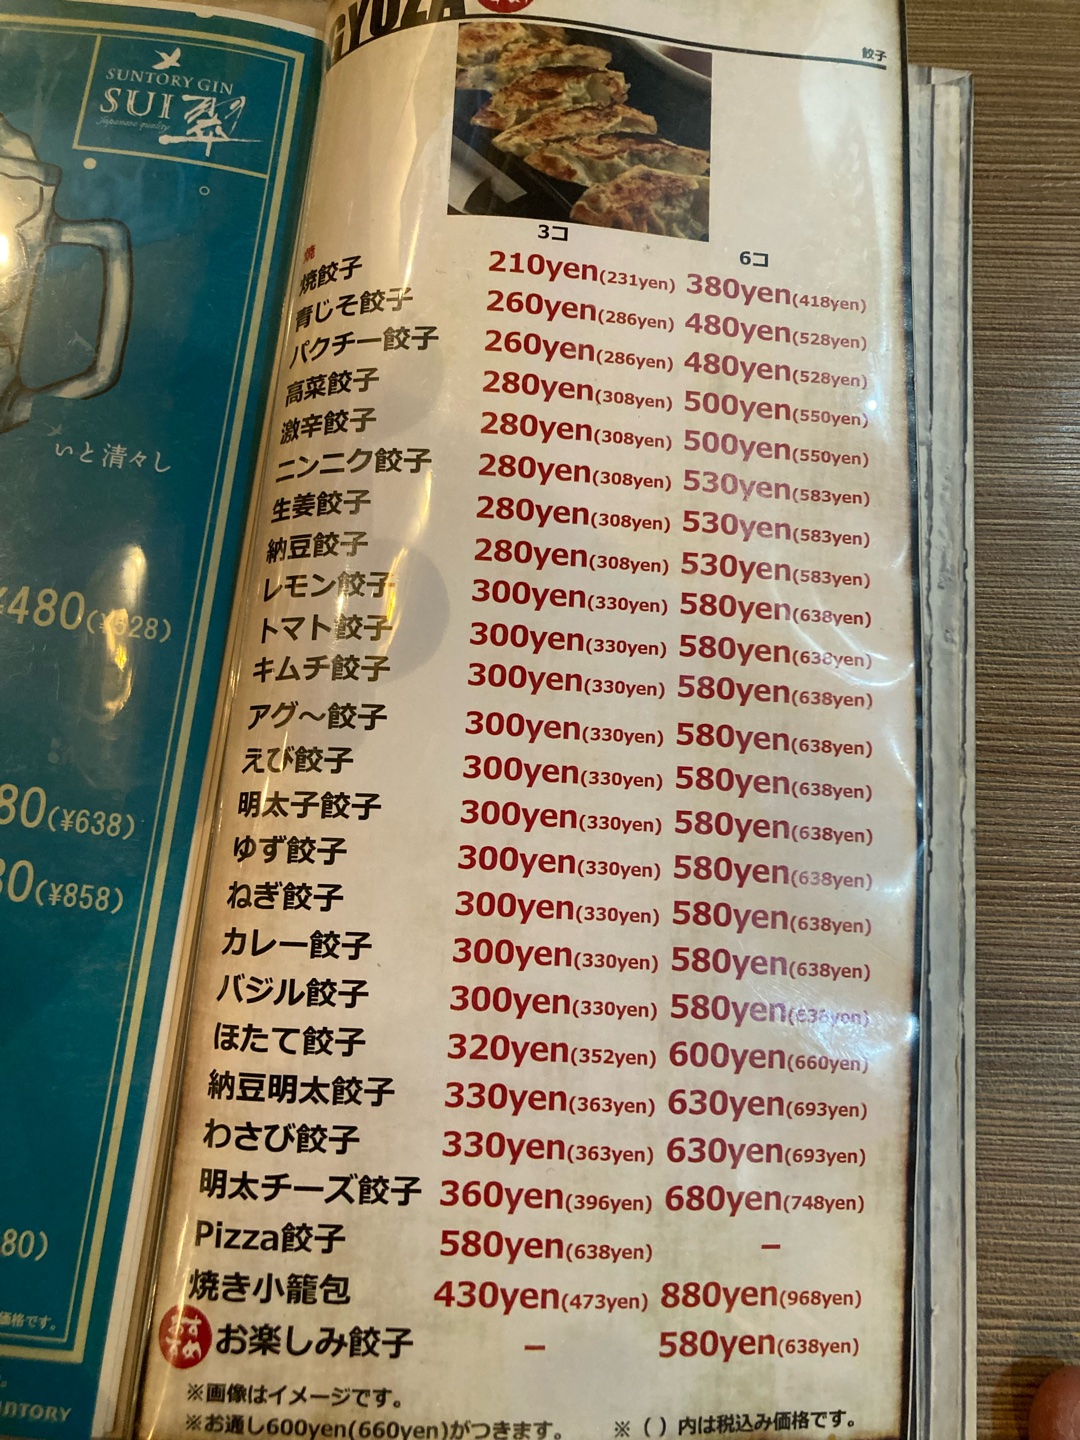 SUNTORY GIN
SUI 翠
Japanese quality
いと清々し
¥480(¥528)
80(¥638)
80(¥858)
80)
価格です。
SUNTORY
GYOZA
餃子
3コ 6コ
焼餃子 210yen(231yen) 380yen(418yen)
青じそ餃子 260yen(286yen) 480yen(528yen)
パクチー餃子 260yen(286yen) 480yen(528yen)
高菜餃子 280yen(308yen) 500yen(550yen)
激辛餃子 280yen(308yen) 500yen(550yen)
ニンニク餃子 280yen(308yen) 530yen(583yen)
生姜餃子 280yen(308yen) 530yen(583yen)
納豆餃子 280yen(308yen) 530yen(583yen)
レモン餃子 300yen(330yen) 580yen(638yen)
トマト餃子 300yen(330yen) 580yen(638yen)
キムチ餃子 300yen(330yen) 580yen(638yen)
アグ〜餃子 300yen(330yen) 580yen(638yen)
えび餃子 300yen(330yen) 580yen(638yen)
明太子餃子 300yen(330yen) 580yen(638yen)
ゆず餃子 300yen(330yen) 580yen(638yen)
ねぎ餃子 300yen(330yen) 580yen(638yen)
カレー餃子 300yen(330yen) 580yen(638yen)
バジル餃子 300yen(330yen) 580yen(638yen)
ほたて餃子 320yen(352yen) 600yen(660yen)
納豆明太餃子 330yen(363yen) 630yen(693yen)
わさび餃子 330yen(363yen) 630yen(693yen)
明太チーズ餃子 360yen(396yen) 680yen(748yen)
Pizza餃子 580yen(638yen) –
焼き小籠包 430yen(473yen) 880yen(968yen)
おすすめ お楽しみ餃子 – 580yen(638yen)
※画像はイメージです。
※お通し600yen(660yen)がつきます。 ※( )内は税込み価格です。